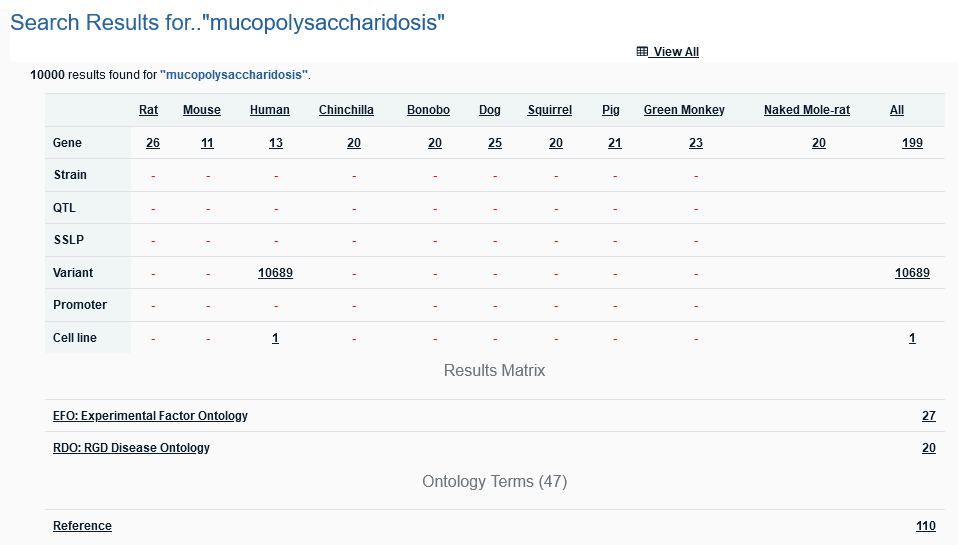 Search Results for.."mucopolysaccharidosis"
View All
10000 results found for "mucopolysaccharidosis".
Rat Mouse Human Chinchilla Bonobo Dog Squirrel Pig Green Monkey Naked Mole-rat All
Gene 26 11 13 20 20 25 20 21 23 20 199
Strain - - - - - - - - -
QTL - - - - - - - - -
SSLP - - - - - - - - -
Variant - - 10689 - - - - - - 10689
Promoter - - - - - - - - -
Cell line - - 1 - - - - - - 1
Results Matrix
EFO: Experimental Factor Ontology 27
RDO: RGD Disease Ontology 20
Ontology Terms (47)
Reference 110